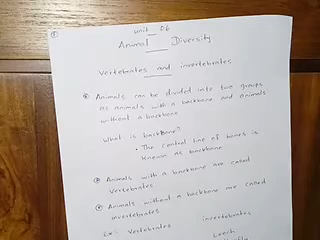 ①
Unit 06
Animal Diversity
Vertebrates and invertebrates
Animals can be divided into two groups
as animals with a backbone and animals
without a backbone
What is backbone?
• The central line of bones is
known as backbone
Animals with a backbone are called
vertebrates
Animals without a backbone are called
invertebrates
Ex:- Vertebrates invertebrates
Leech